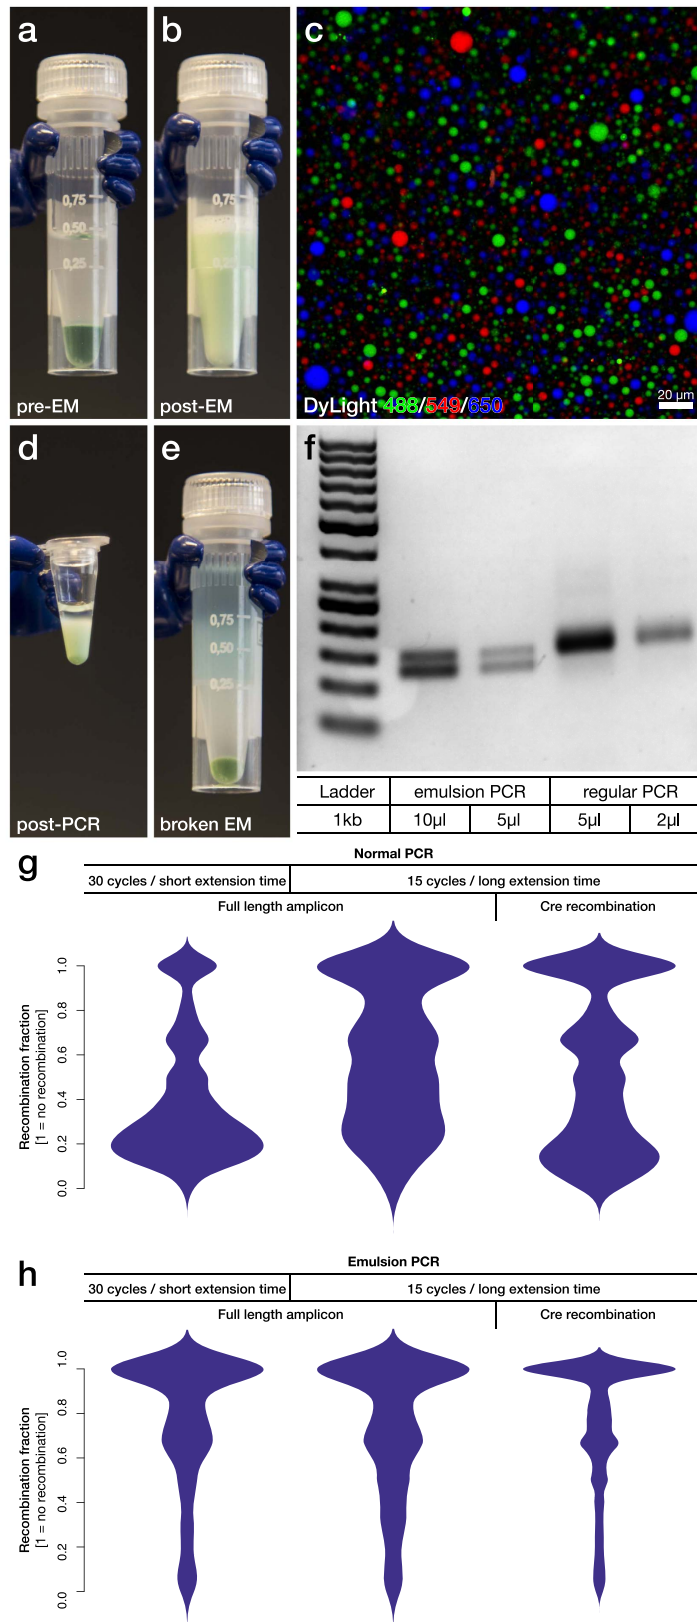 a
b
c
0,75
0,50
0,25
pre-EM
0,75
0,50
0,25
post-EM
DyLight 488/549/650
20 µm
d
e
f
post-PCR
0,75
0,50
0,25
broken EM
Ladder emulsion PCR regular PCR
1kb 10µl 5µl 5µl 2µl
g
Normal PCR
30 cycles / short extension time 15 cycles / long extension time
Full length amplicon Cre recombination
Recombination fraction
[1 = no recombination]
1.0
0.8
0.6
0.4
0.2
0.0
h
Emulsion PCR
30 cycles / short extension time 15 cycles / long extension time
Full length amplicon Cre recombination
Recombination fraction
[1 = no recombination]
1.0
0.8
0.6
0.4
0.2
0.0